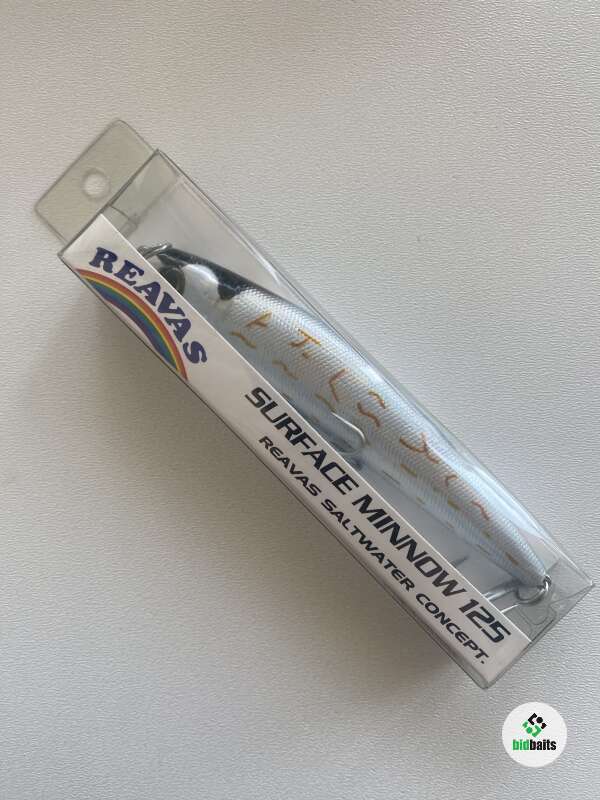 REAVAS
SURFACE MINNOW 125
REAVAS SALTWATER CONCEPT.
bidbaits